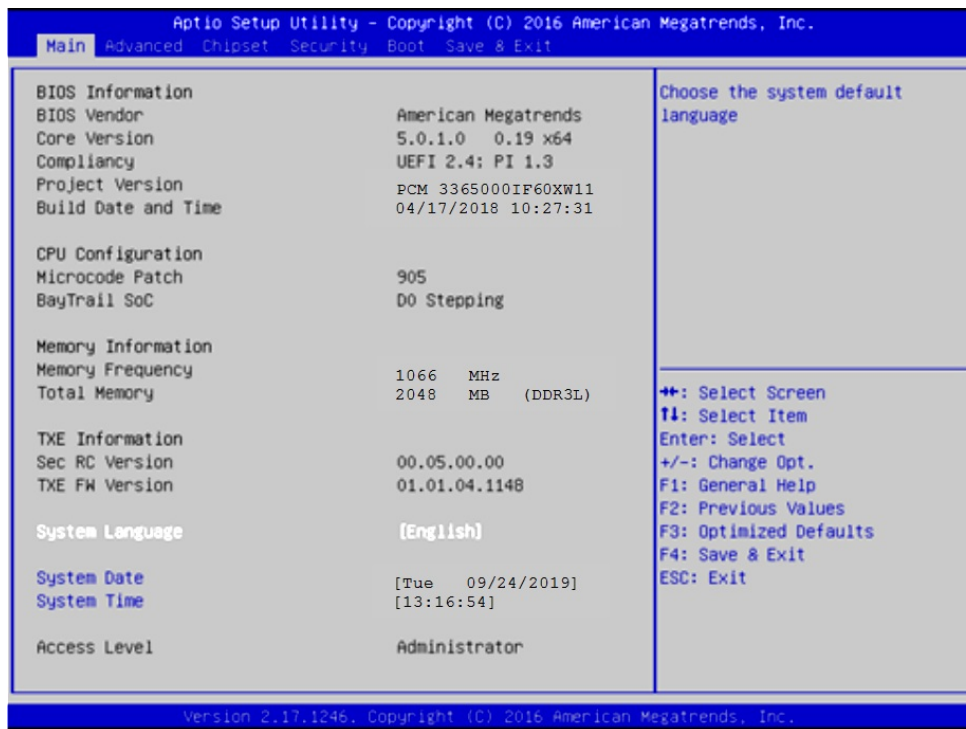 Aptio Setup Utility - Copyright (C) 2016 American Megatrends, Inc.
Main Advanced Chipset Security Boot Save & Exit
BIOS Information
BIOS Vendor American Megatrends
Core Version 5.0.1.0 0.19 x64
Compliancy UEFI 2.4; PI 1.3
Project Version PCM 3365000IF60XW11
Build Date and Time 04/17/2018 10:27:31
CPU Configuration
Microcode Patch 905
BayTrail SoC D0 Stepping
Memory Information
Memory Frequency 1066 MHz
Total Memory 2048 MB (DDR3L)
TXE Information
Sec RC Version 00.05.00.00
TXE FW Version 01.01.04.1148
System Language [English]
System Date [Tue 09/24/2019]
System Time [13:16:54]
Access Level Administrator
Choose the system default
language
→←: Select Screen
↑↓: Select Item
Enter: Select
+/-: Change Opt.
F1: General Help
F2: Previous Values
F3: Optimized Defaults
F4: Save & Exit
ESC: Exit
Version 2.17.1246. Copyright (C) 2016 American Megatrends, Inc.